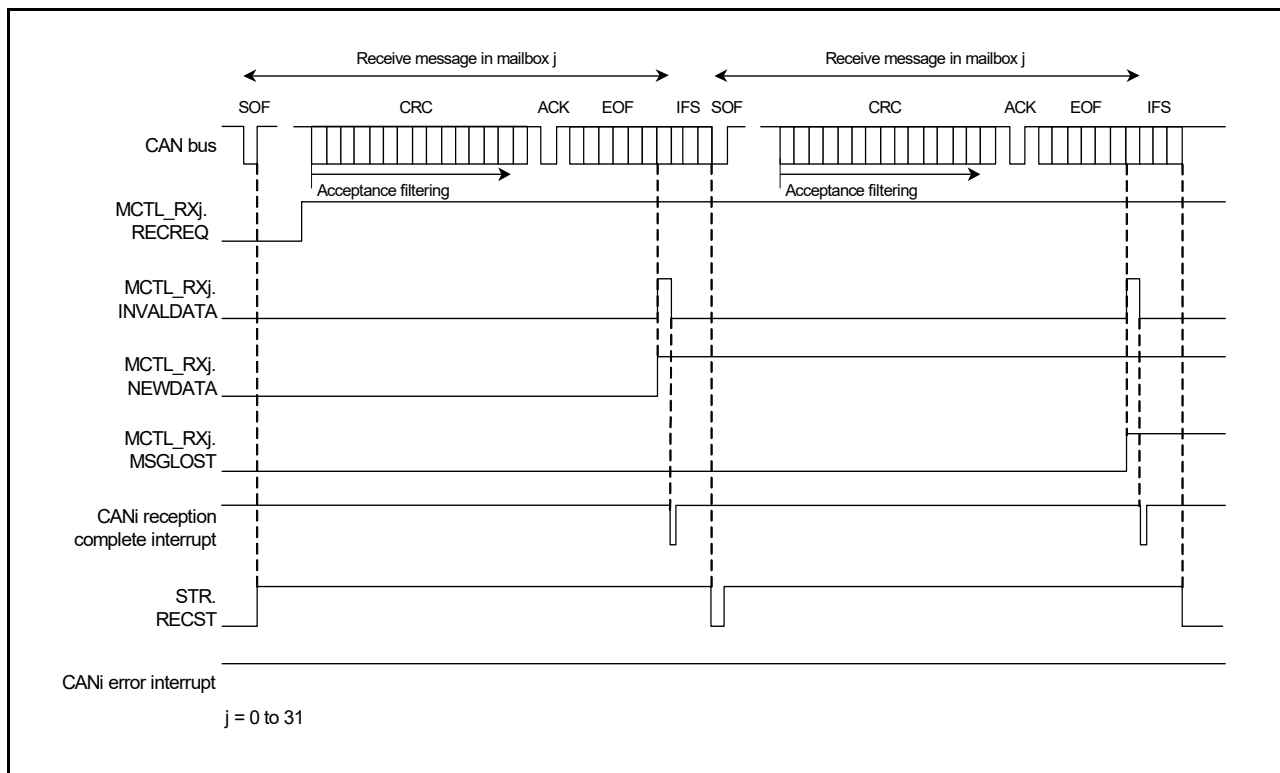 Receive message in mailbox j Receive message in mailbox j
SOF CRC ACK EOF IFS SOF CRC ACK EOF IFS
CAN bus
Acceptance filtering Acceptance filtering
MCTL_RXj.
RECREQ
MCTL_RXj.
INVALDATA
MCTL_RXj.
NEWDATA
MCTL_RXj.
MSGLOST
CANi reception
complete interrupt
STR.
RECST
CANi error interrupt
j = 0 to 31